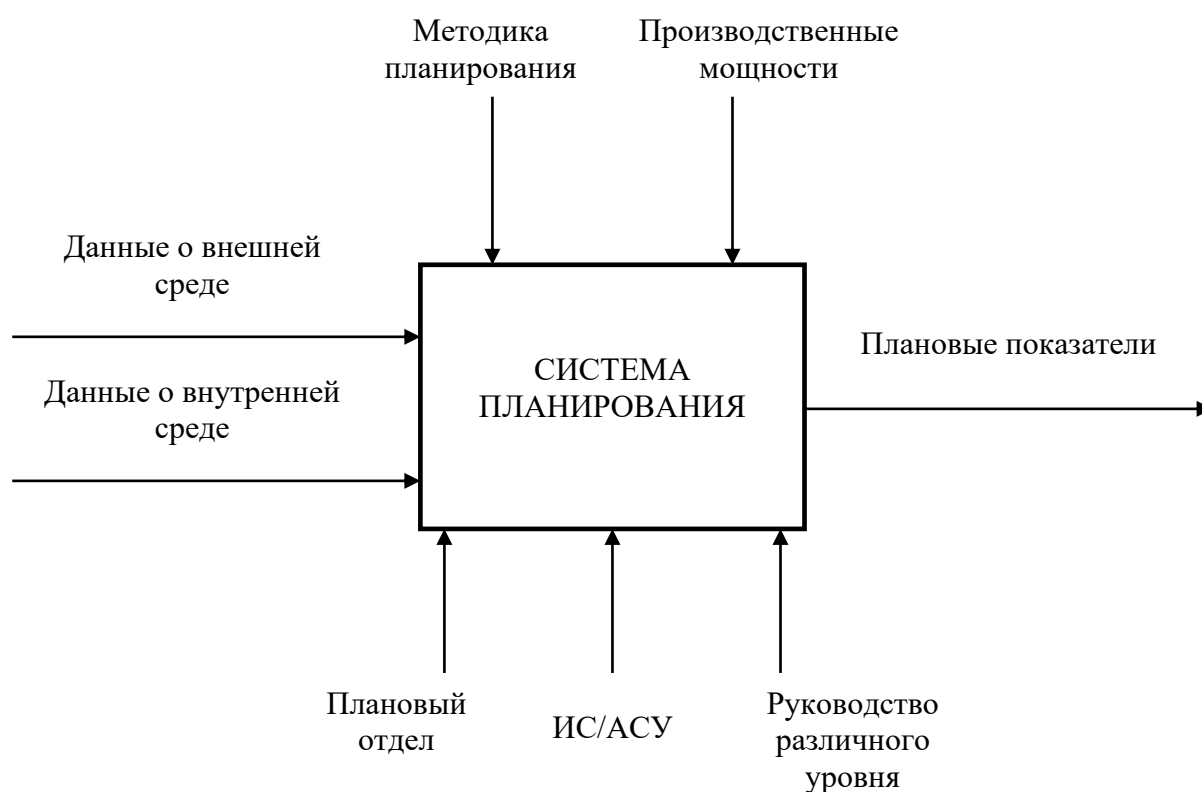 Методика
планирования
Производственные
мощности
Данные о внешней
среде
Данные о внутренней
среде
СИСТЕМА
ПЛАНИРОВАНИЯ
Плановые показатели
Плановый
отдел
ИС/АСУ
Руководство
различного
уровня